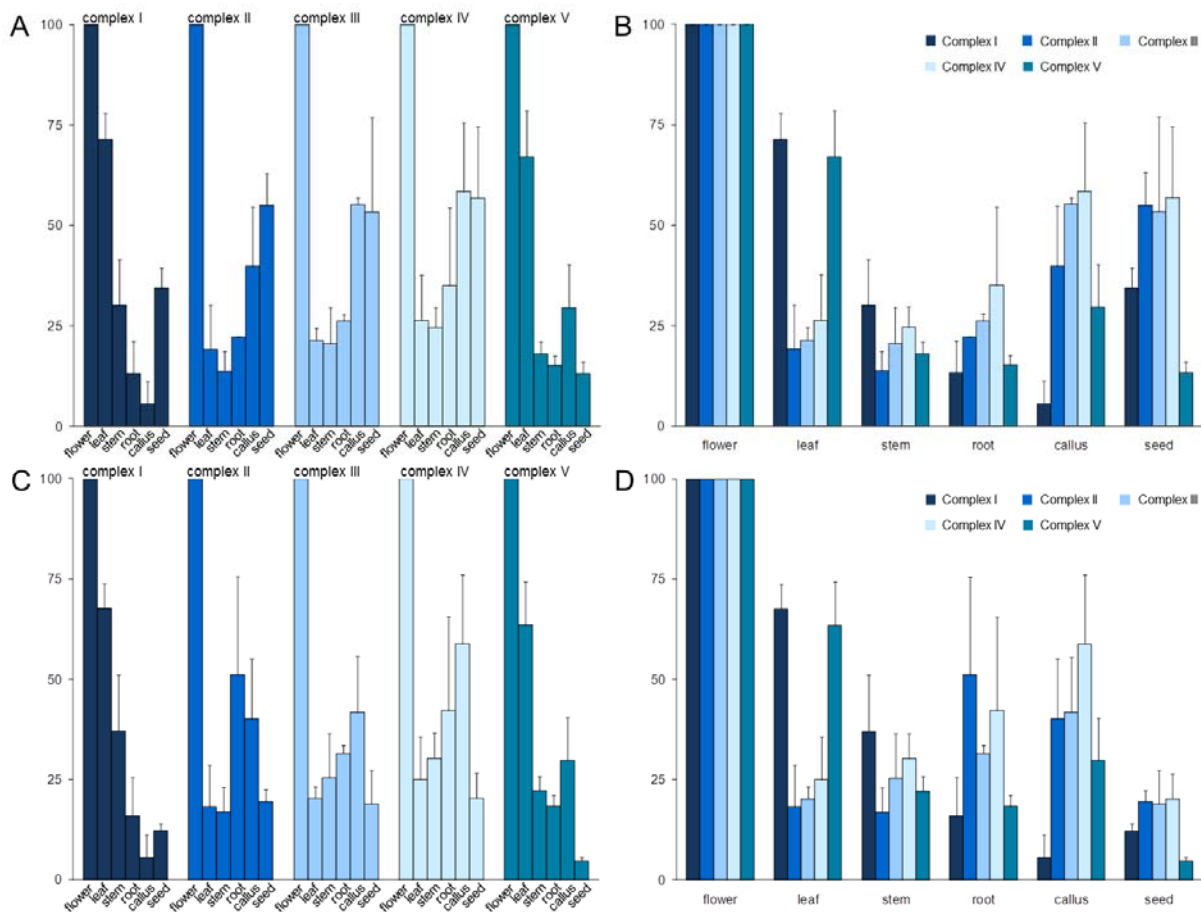 A
complex I complex II complex III complex IV complex V
100
75
50
25
0
flower leaf stem root callus seed flower leaf stem root callus seed flower leaf stem root callus seed flower leaf stem root callus seed flower leaf stem root callus seed
B
100
75
50
25
0
Complex I Complex II Complex III
Complex IV Complex V
flower leaf stem root callus seed
C
complex I complex II complex III complex IV complex V
100
75
50
25
0
flower leaf stem root callus seed flower leaf stem root callus seed flower leaf stem root callus seed flower leaf stem root callus seed flower leaf stem root callus seed
D
100
75
50
25
0
Complex I Complex II Complex III
Complex IV Complex V
flower leaf stem root callus seed